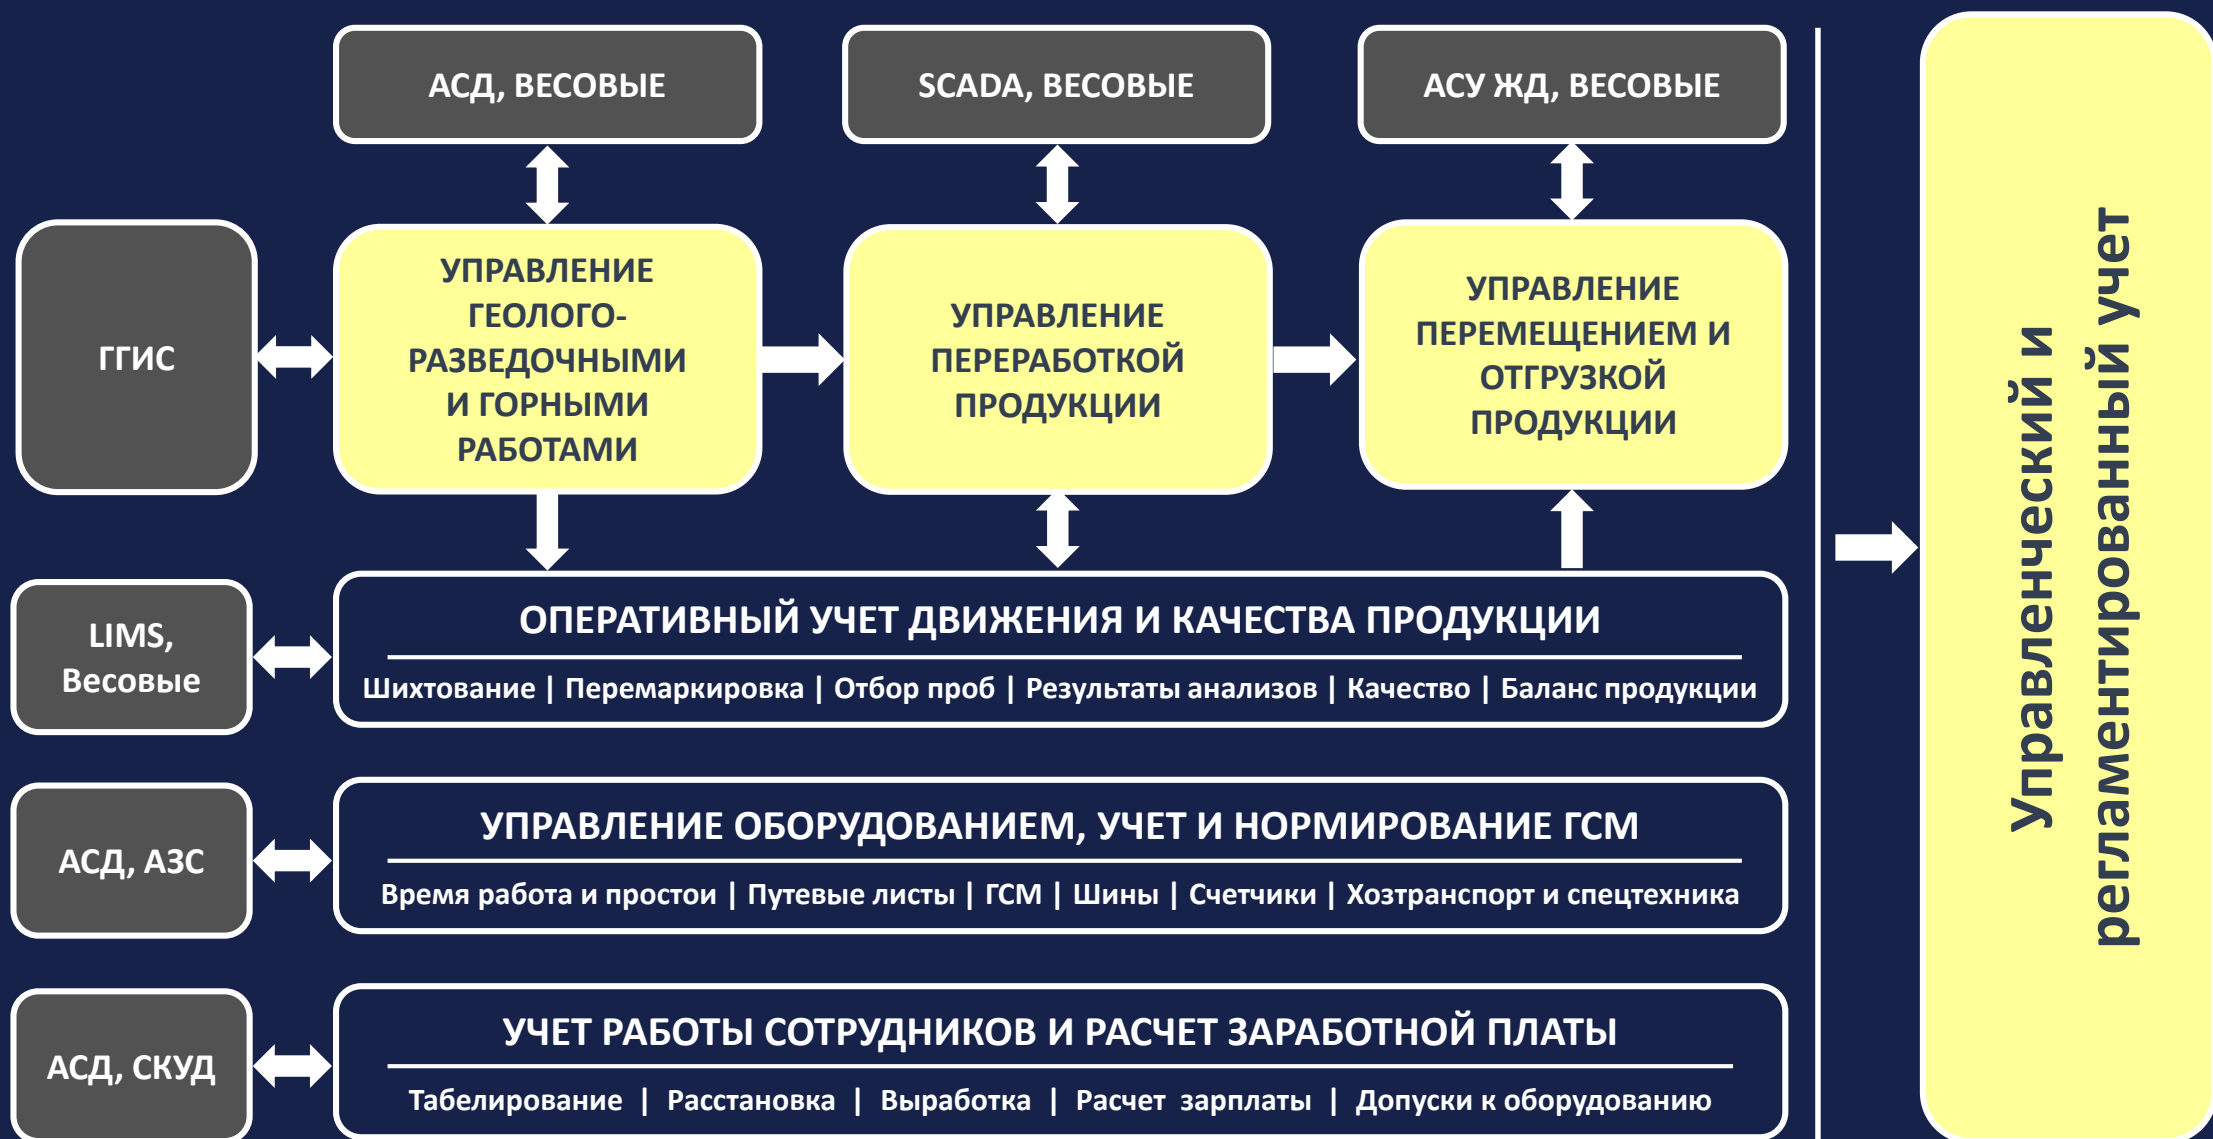 АСД, ВЕСОВЫЕ
SCADA, ВЕСОВЫЕ
АСУ ЖД, ВЕСОВЫЕ
ГГИС
УПРАВЛЕНИЕ
ГЕОЛОГО-
РАЗВЕДОЧНЫМИ
И ГОРНЫМИ
РАБОТАМИ
УПРАВЛЕНИЕ
ПЕРЕРАБОТКОЙ
ПРОДУКЦИИ
УПРАВЛЕНИЕ
ПЕРЕМЕЩЕНИЕМ И
ОТГРУЗКОЙ
ПРОДУКЦИИ
LIMS,
Весовые
ОПЕРАТИВНЫЙ УЧЕТ ДВИЖЕНИЯ И КАЧЕСТВА ПРОДУКЦИИ
Шихтование | Перемаркировка | Отбор проб | Результаты анализов | Качество | Баланс продукции
АСД, АЗС
УПРАВЛЕНИЕ ОБОРУДОВАНИЕМ, УЧЕТ И НОРМИРОВАНИЕ ГСМ
Время работа и простои | Путевые листы | ГСМ | Шины | Счетчики | Хозтранспорт и спецтехника
АСД, СКУД
УЧЕТ РАБОТЫ СОТРУДНИКОВ И РАСЧЕТ ЗАРАБОТНОЙ ПЛАТЫ
Табелирование | Расстановка | Выработка | Расчет зарплаты | Допуски к оборудованию
Управленческий и
регламентированный учет